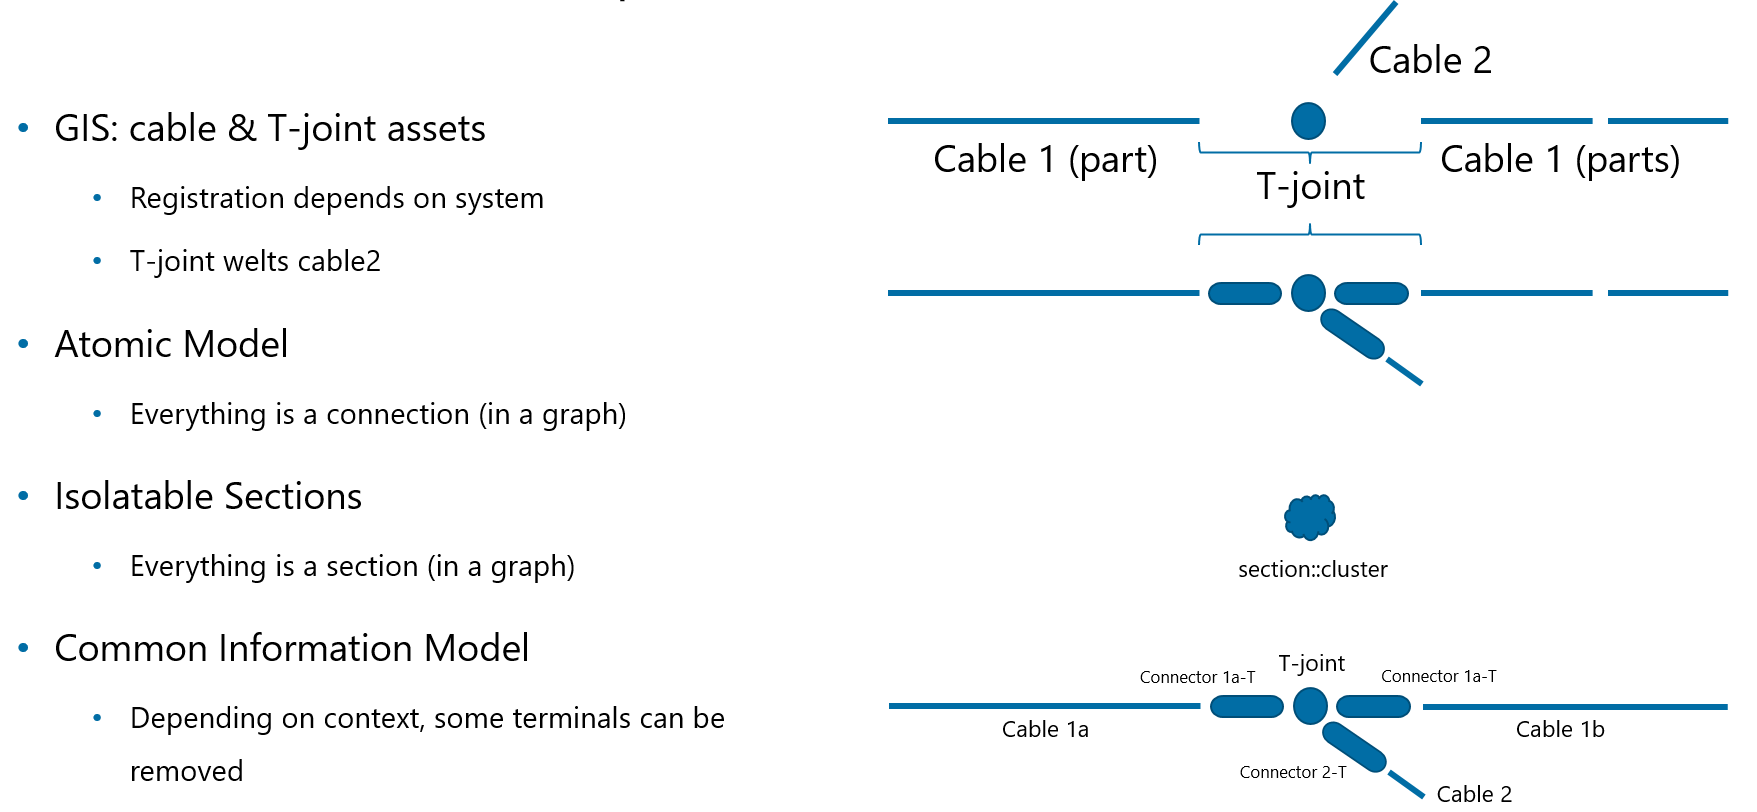 • GIS: cable & T-joint assets
• Registration depends on system
• T-joint welts cable2
• Atomic Model
• Everything is a connection (in a graph)
• Isolatable Sections
• Everything is a section (in a graph)
• Common Information Model
• Depending on context, some terminals can be
removed
Cable 2
Cable 1 (part)
Cable 1 (parts)
T-joint
section::cluster
T-joint
Connector 1a-T
Connector 1a-T
Cable 1a
Cable 1b
Connector 2-T
Cable 2